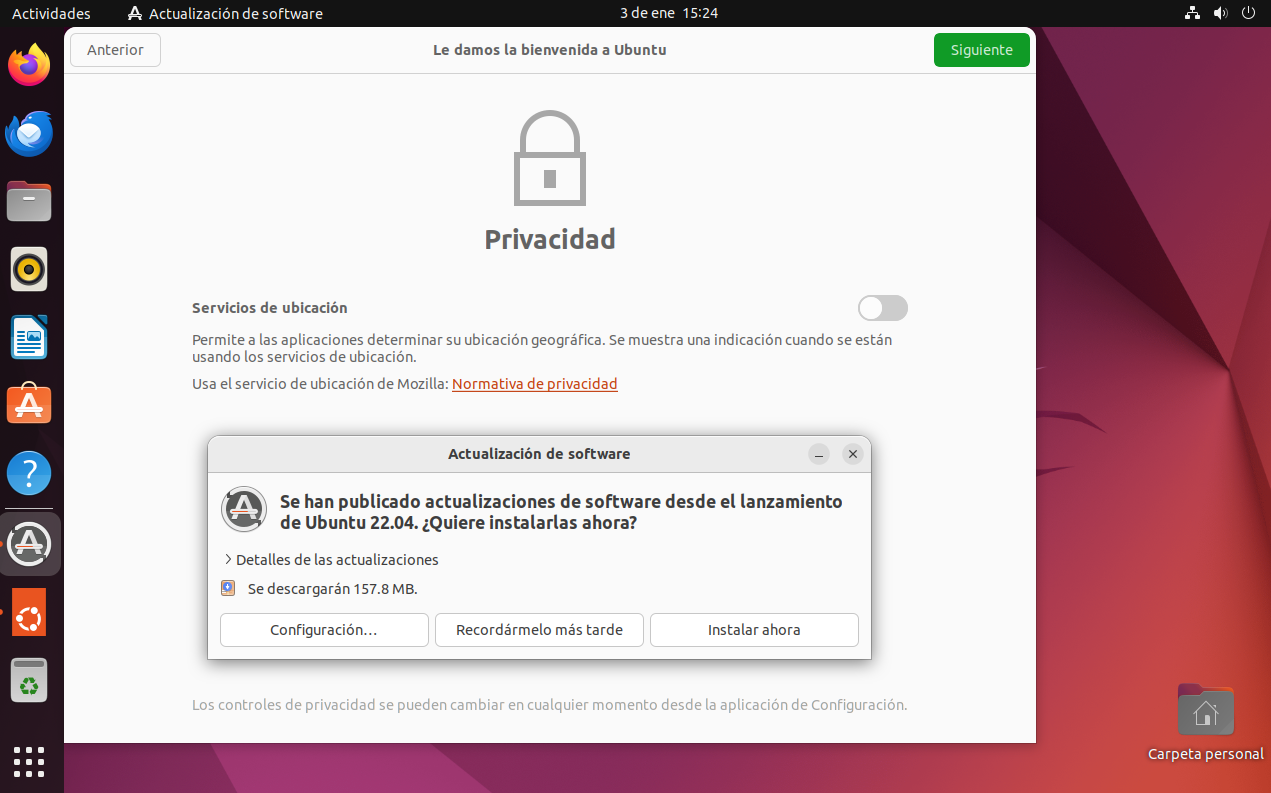 Actividades
Actualización de software
3 de ene 15:24
Anterior
Le damos la bienvenida a Ubuntu
Siguiente
Privacidad
Servicios de ubicación
Permite a las aplicaciones determinar su ubicación geográfica. Se muestra una indicación cuando se están
usando los servicios de ubicación.
Usa el servicio de ubicación de Mozilla: Normativa de privacidad
Actualización de software
Se han publicado actualizaciones de software desde el lanzamiento
de Ubuntu 22.04. ¿Quiere instalarlas ahora?
Detalles de las actualizaciones
Se descargarán 157.8 MB.
Configuración…
Recordármelo más tarde
Instalar ahora
Los controles de privacidad se pueden cambiar en cualquier momento desde la aplicación de Configuración.
Carpeta personal